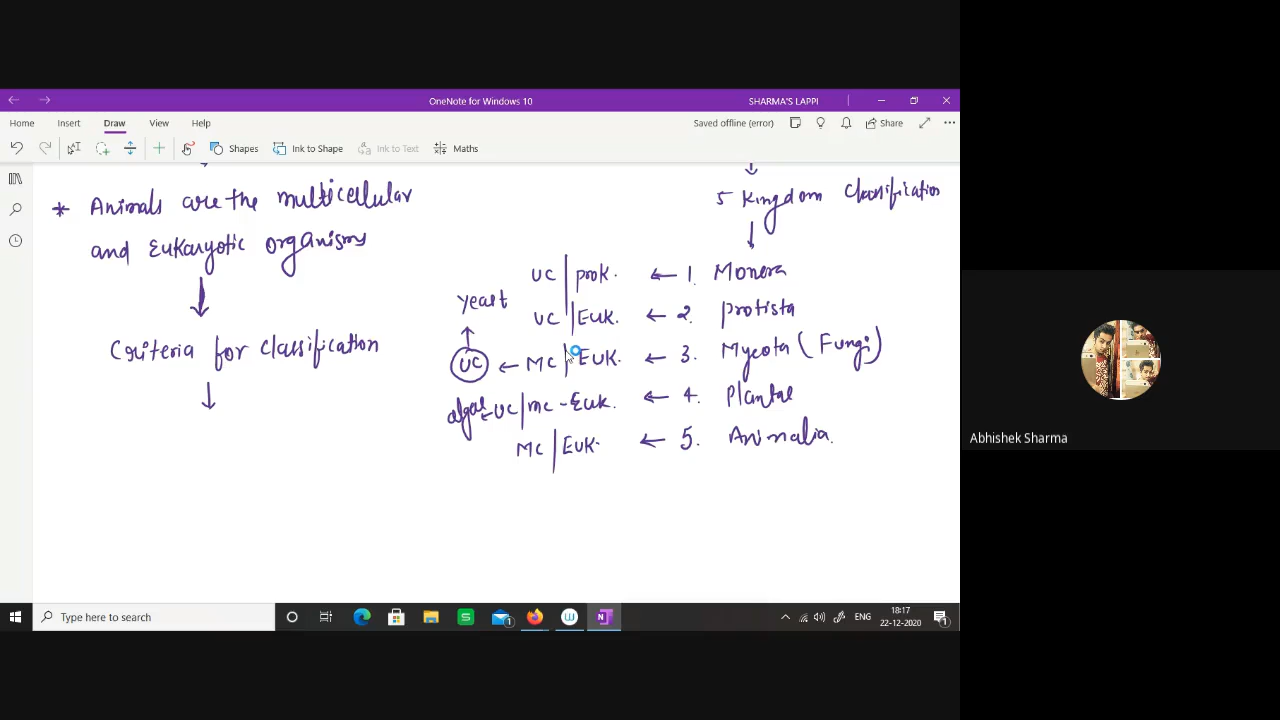 OneNote for Windows 10
SHARMA'S LAPPI
Home Insert Draw View Help
Saved offline (error) Share
Shapes Ink to Shape Ink to Text Maths
* Animals are the multicellular
and Eukaryotic organisms
Criteria for classification
5 Kingdom classification
UC | proK. ← 1. Monera
UC | EUK. ← 2. protista
yeast
UC ← MC | EUK. ← 3. Mycota (Fungi)
algae ← UC | mc - EUK. ← 4. Plantae
MC | EUK. ← 5. Animalia.
Abhishek Sharma
Type here to search
ENG
18:17
22-12-2020